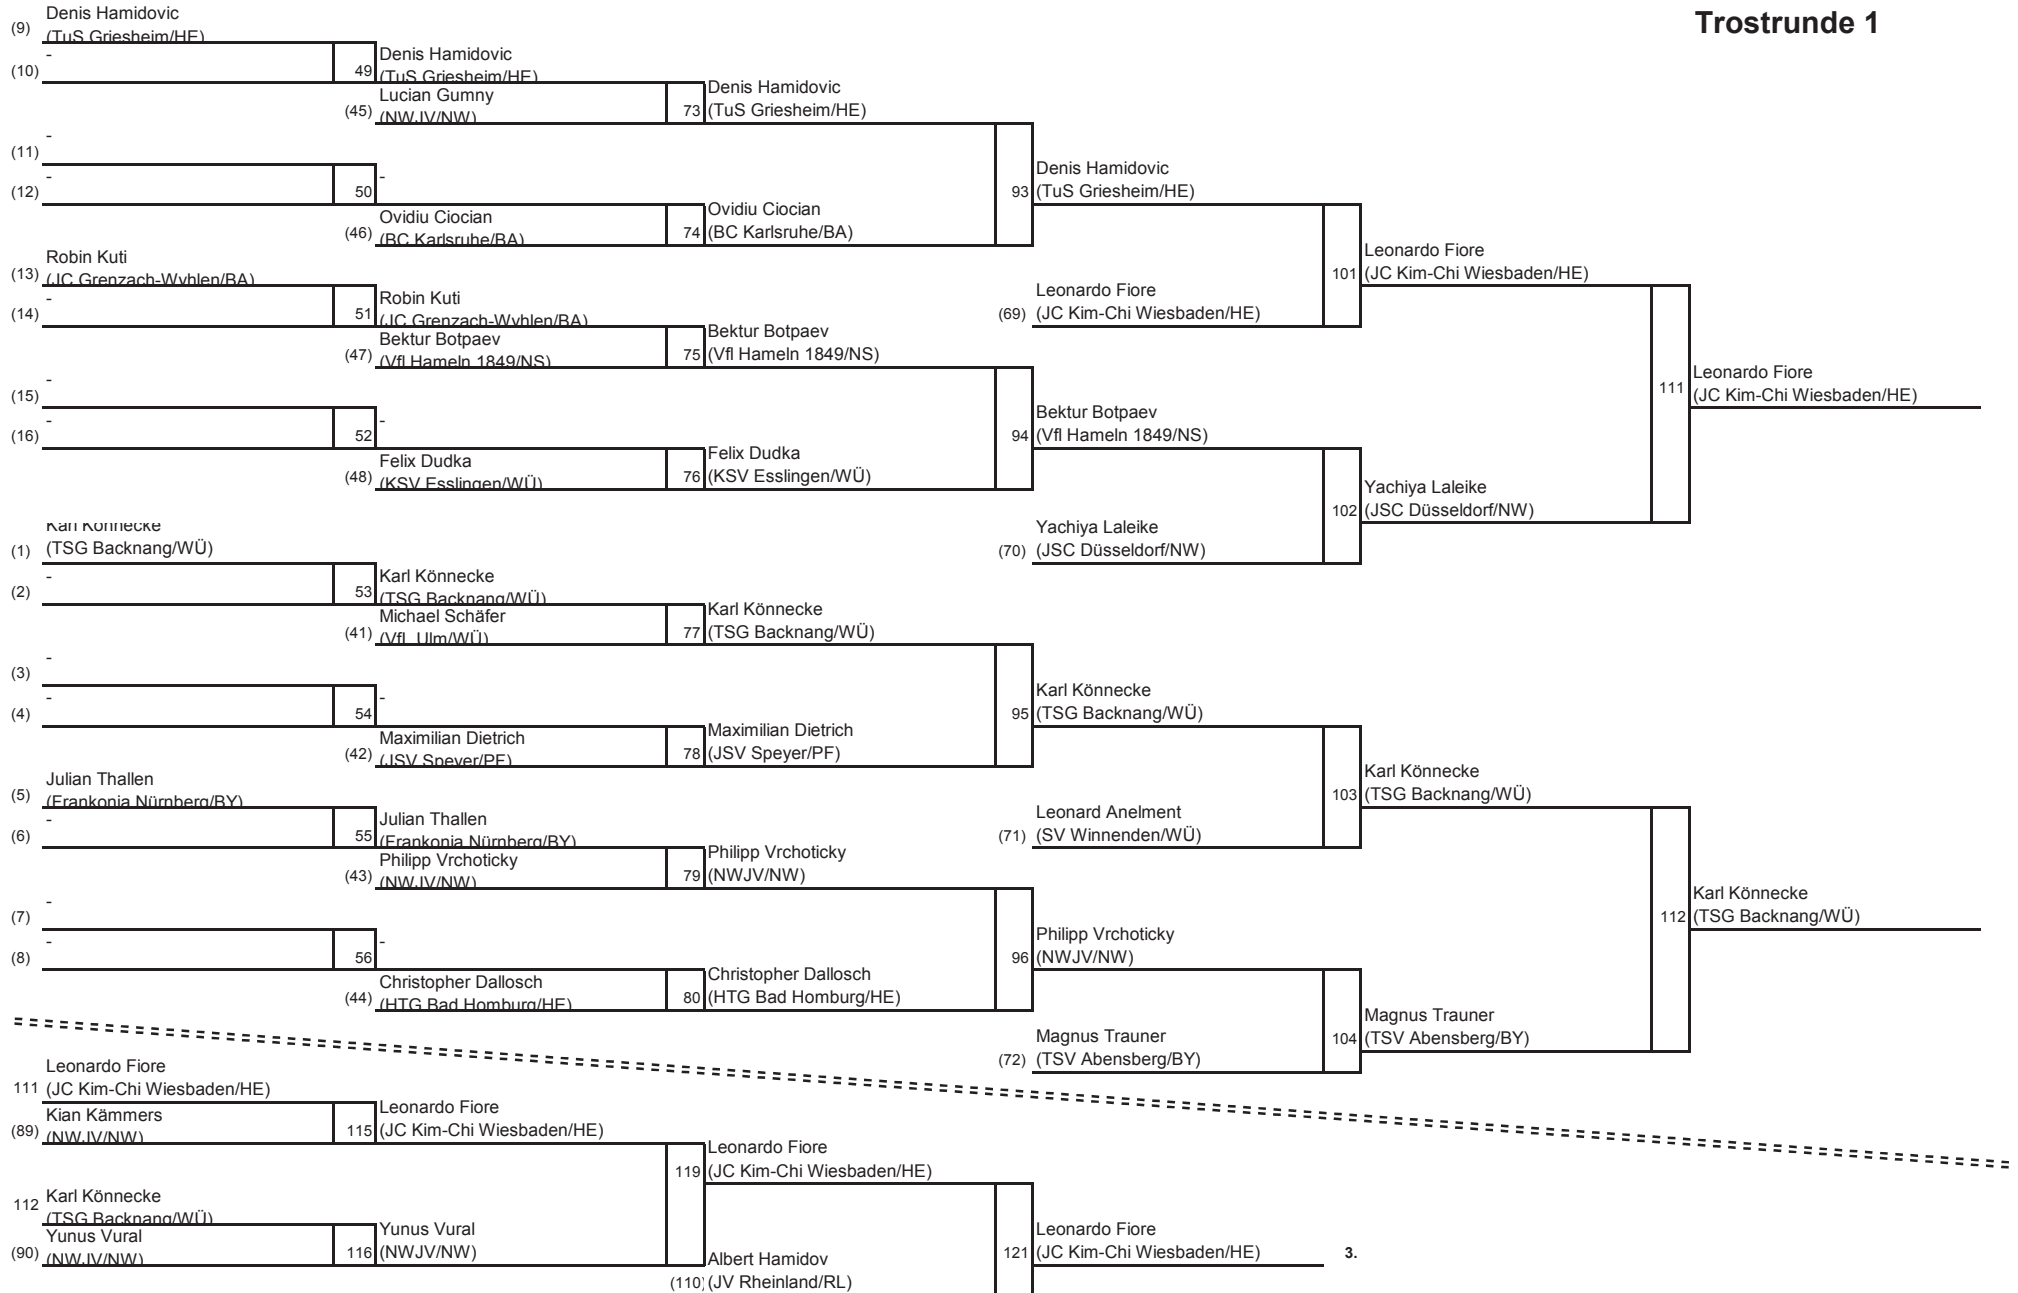 Trostrunde 1
(9) Denis Hamidovic
(TuS Griesheim/HE)
(10) -
49 Denis Hamidovic
(TuS Griesheim/HE)
(45) Lucian Gumny
(NWJV/NW)
73 Denis Hamidovic
(TuS Griesheim/HE)
(11) -
(12) -
50 -
(46) Ovidiu Ciocian
(BC Karlsruhe/BA)
74 Ovidiu Ciocian
(BC Karlsruhe/BA)
93 Denis Hamidovic
(TuS Griesheim/HE)
(13) Robin Kuti
(JC Grenzach-Wyhlen/BA)
(14) -
51 Robin Kuti
(JC Grenzach-Wyhlen/BA)
(47) Bektur Botpaev
(Vfl Hameln 1849/NS)
75 Bektur Botpaev
(Vfl Hameln 1849/NS)
(69) Leonardo Fiore
(JC Kim-Chi Wiesbaden/HE)
101 Leonardo Fiore
(JC Kim-Chi Wiesbaden/HE)
(15) -
(16) -
52 -
(48) Felix Dudka
(KSV Esslingen/WÜ)
76 Felix Dudka
(KSV Esslingen/WÜ)
94 Bektur Botpaev
(Vfl Hameln 1849/NS)
(70) Yachiya Laleike
(JSC Düsseldorf/NW)
102 Yachiya Laleike
(JSC Düsseldorf/NW)
111 Leonardo Fiore
(JC Kim-Chi Wiesbaden/HE)
(1) Karl Könnecke
(TSG Backnang/WÜ)
(2) -
53 Karl Könnecke
(TSG Backnang/WÜ)
(41) Michael Schäfer
(VfL Ulm/WÜ)
77 Karl Könnecke
(TSG Backnang/WÜ)
(3) -
(4) -
54 -
(42) Maximilian Dietrich
(JSV Speyer/PF)
78 Maximilian Dietrich
(JSV Speyer/PF)
95 Karl Könnecke
(TSG Backnang/WÜ)
(5) Julian Thallen
(Frankonia Nürnberg/BY)
(6) -
55 Julian Thallen
(Frankonia Nürnberg/BY)
(43) Philipp Vrchoticky
(NWJV/NW)
79 Philipp Vrchoticky
(NWJV/NW)
(71) Leonard Anelment
(SV Winnenden/WÜ)
103 Karl Könnecke
(TSG Backnang/WÜ)
(7) -
(8) -
56 -
(44) Christopher Dallosch
(HTG Bad Homburg/HE)
80 Christopher Dallosch
(HTG Bad Homburg/HE)
96 Philipp Vrchoticky
(NWJV/NW)
(72) Magnus Trauner
(TSV Abensberg/BY)
104 Magnus Trauner
(TSV Abensberg/BY)
112 Karl Könnecke
(TSG Backnang/WÜ)
111 Leonardo Fiore
(JC Kim-Chi Wiesbaden/HE)
(89) Kian Kämmers
(NWJV/NW)
115 Leonardo Fiore
(JC Kim-Chi Wiesbaden/HE)
112 Karl Könnecke
(TSG Backnang/WÜ)
(90) Yunus Vural
(NWJV/NW)
116 Yunus Vural
(NWJV/NW)
119 Leonardo Fiore
(JC Kim-Chi Wiesbaden/HE)
(110) Albert Hamidov
(JV Rheinland/RL)
121 Leonardo Fiore
(JC Kim-Chi Wiesbaden/HE) 3.